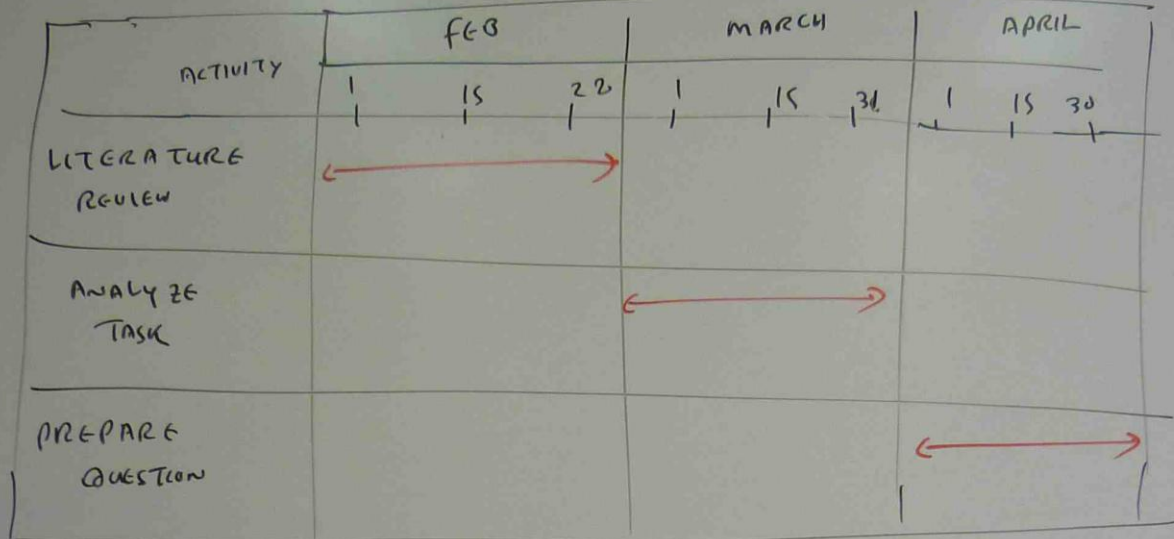 FEB MARCH APRIL
ACTIVITY
1 15 22 1 15 31 1 15 30
LITERATURE
REVIEW
ANALYZE
TASK
PREPARE
QUESTION